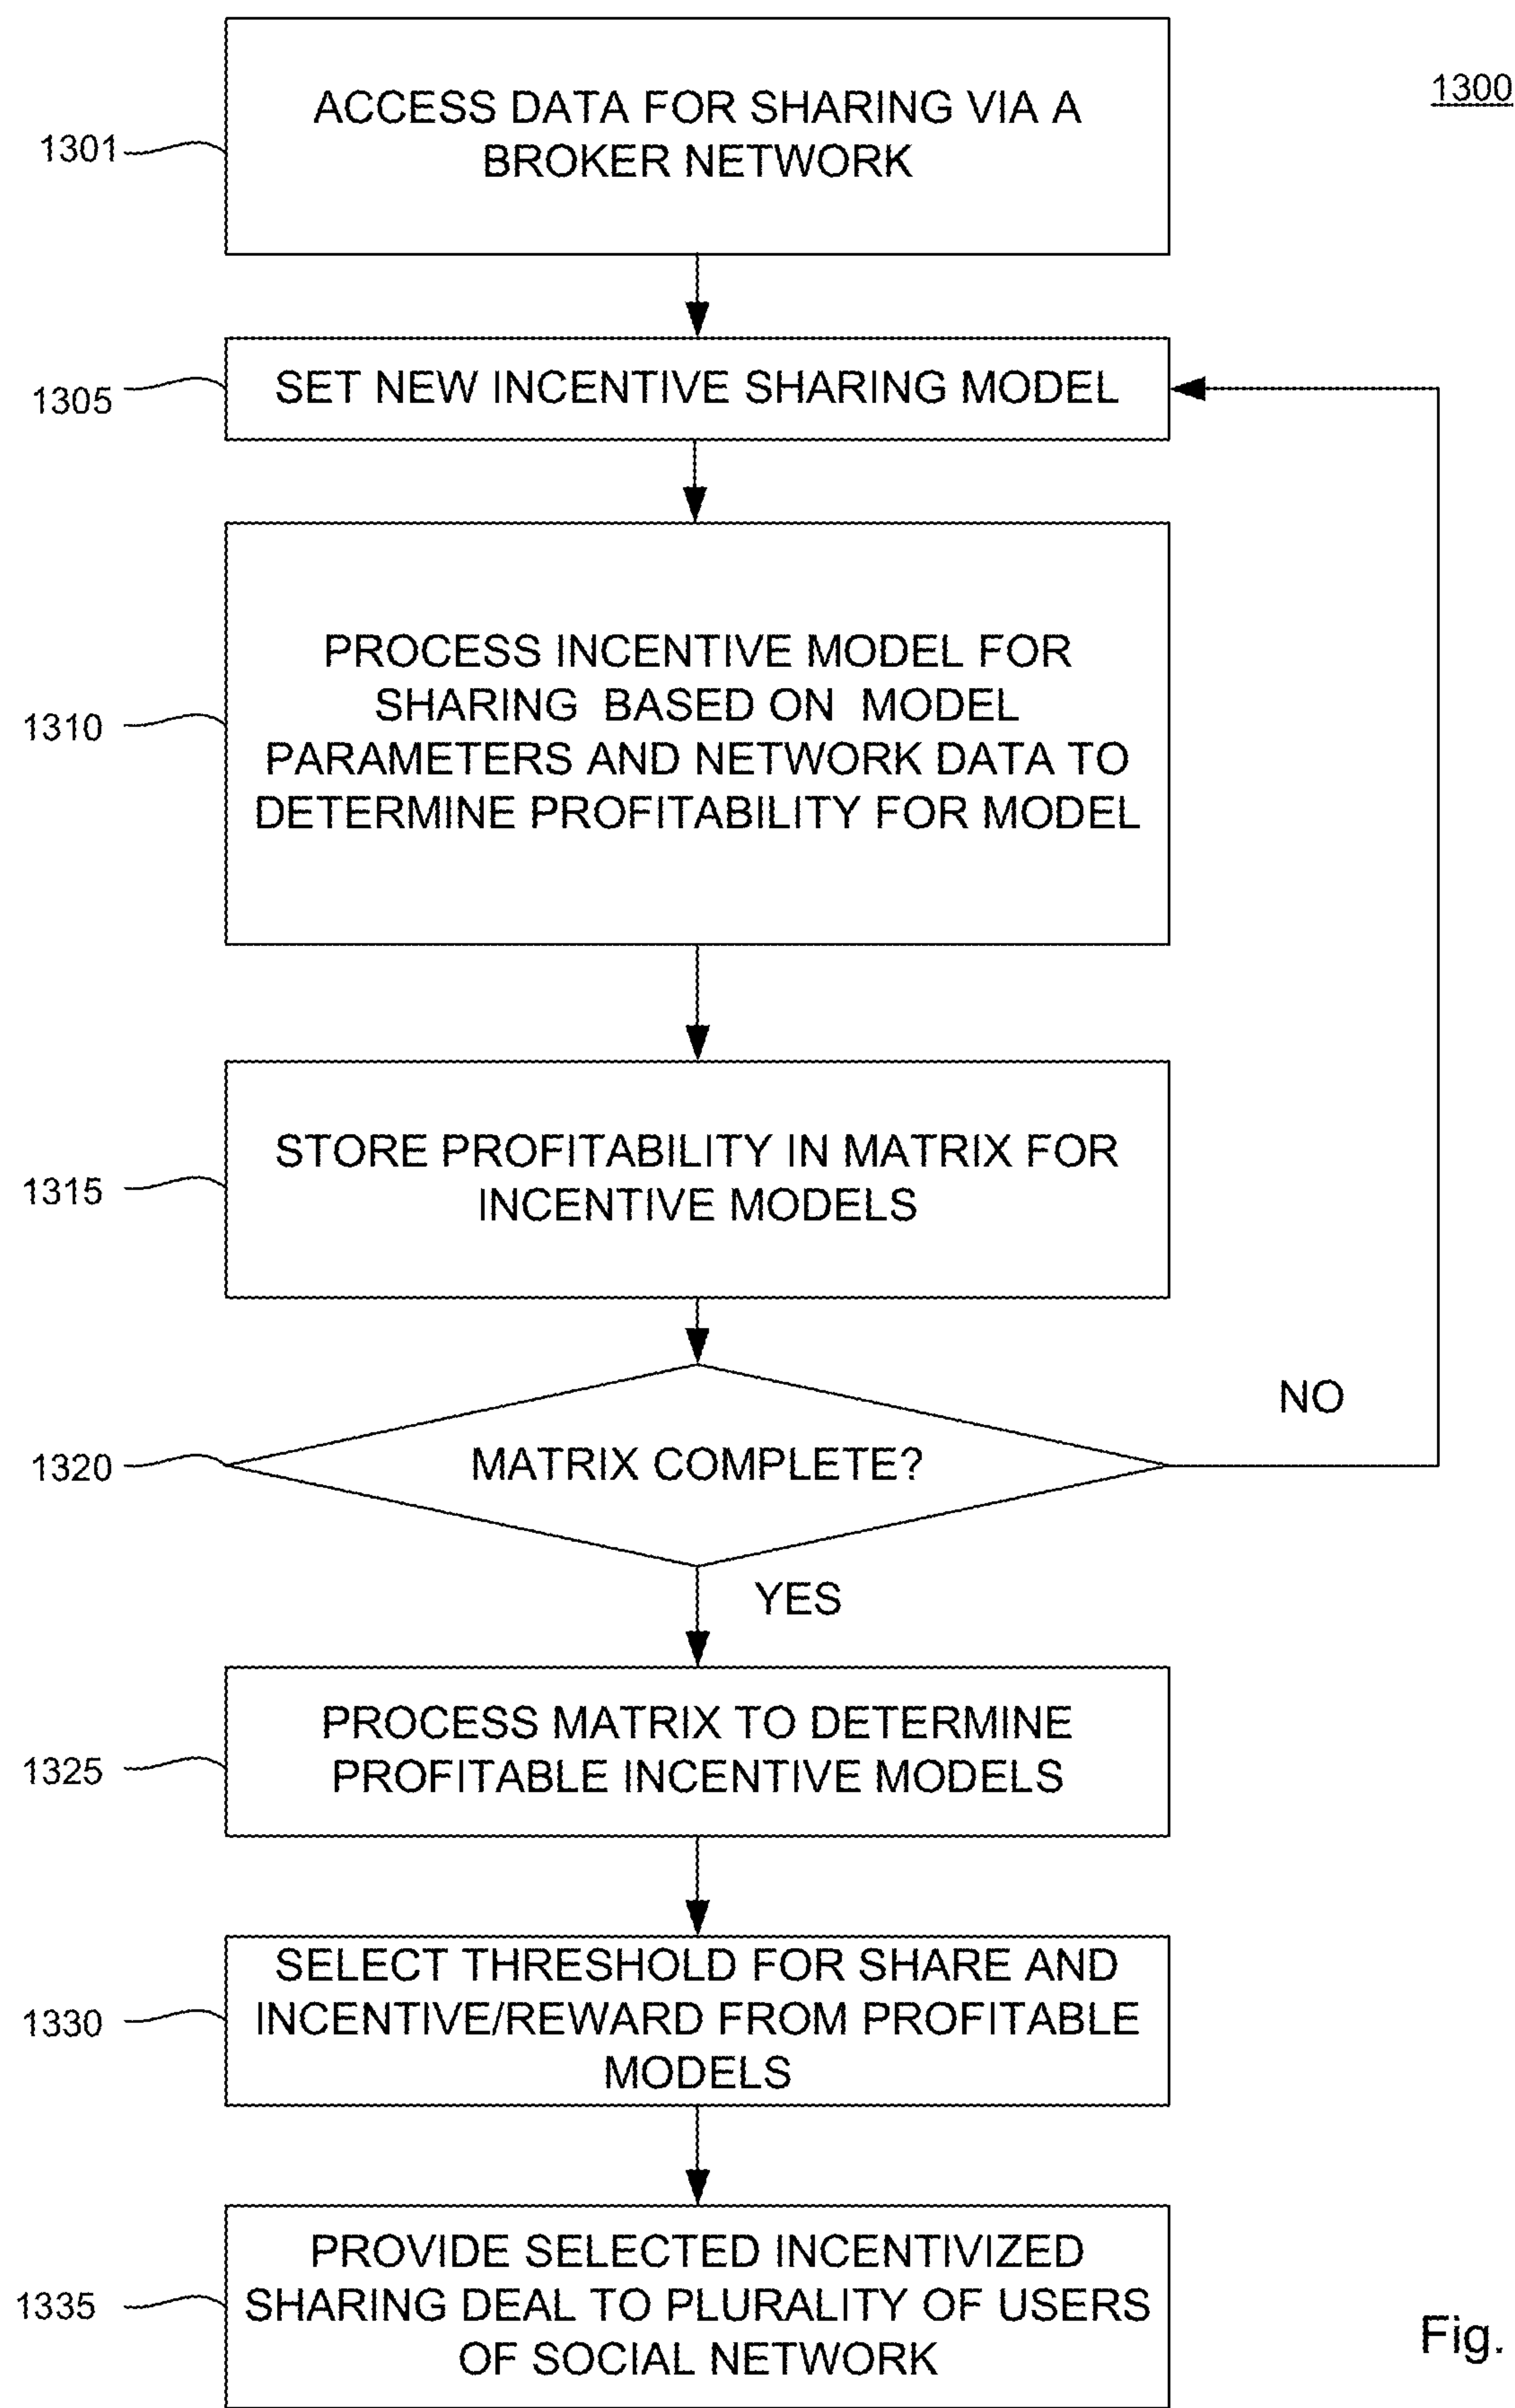 1300
1301
ACCESS DATA FOR SHARING VIA A
BROKER NETWORK
1305
SET NEW INCENTIVE SHARING MODEL
1310
PROCESS INCENTIVE MODEL FOR
SHARING BASED ON MODEL
PARAMETERS AND NETWORK DATA TO
DETERMINE PROFITABILITY FOR MODEL
1315
STORE PROFITABILITY IN MATRIX FOR
INCENTIVE MODELS
1320
MATRIX COMPLETE?
NO
YES
1325
PROCESS MATRIX TO DETERMINE
PROFITABLE INCENTIVE MODELS
1330
SELECT THRESHOLD FOR SHARE AND
INCENTIVE/REWARD FROM PROFITABLE
MODELS
1335
PROVIDE SELECTED INCENTIVIZED
SHARING DEAL TO PLURALITY OF USERS
OF SOCIAL NETWORK
Fig.